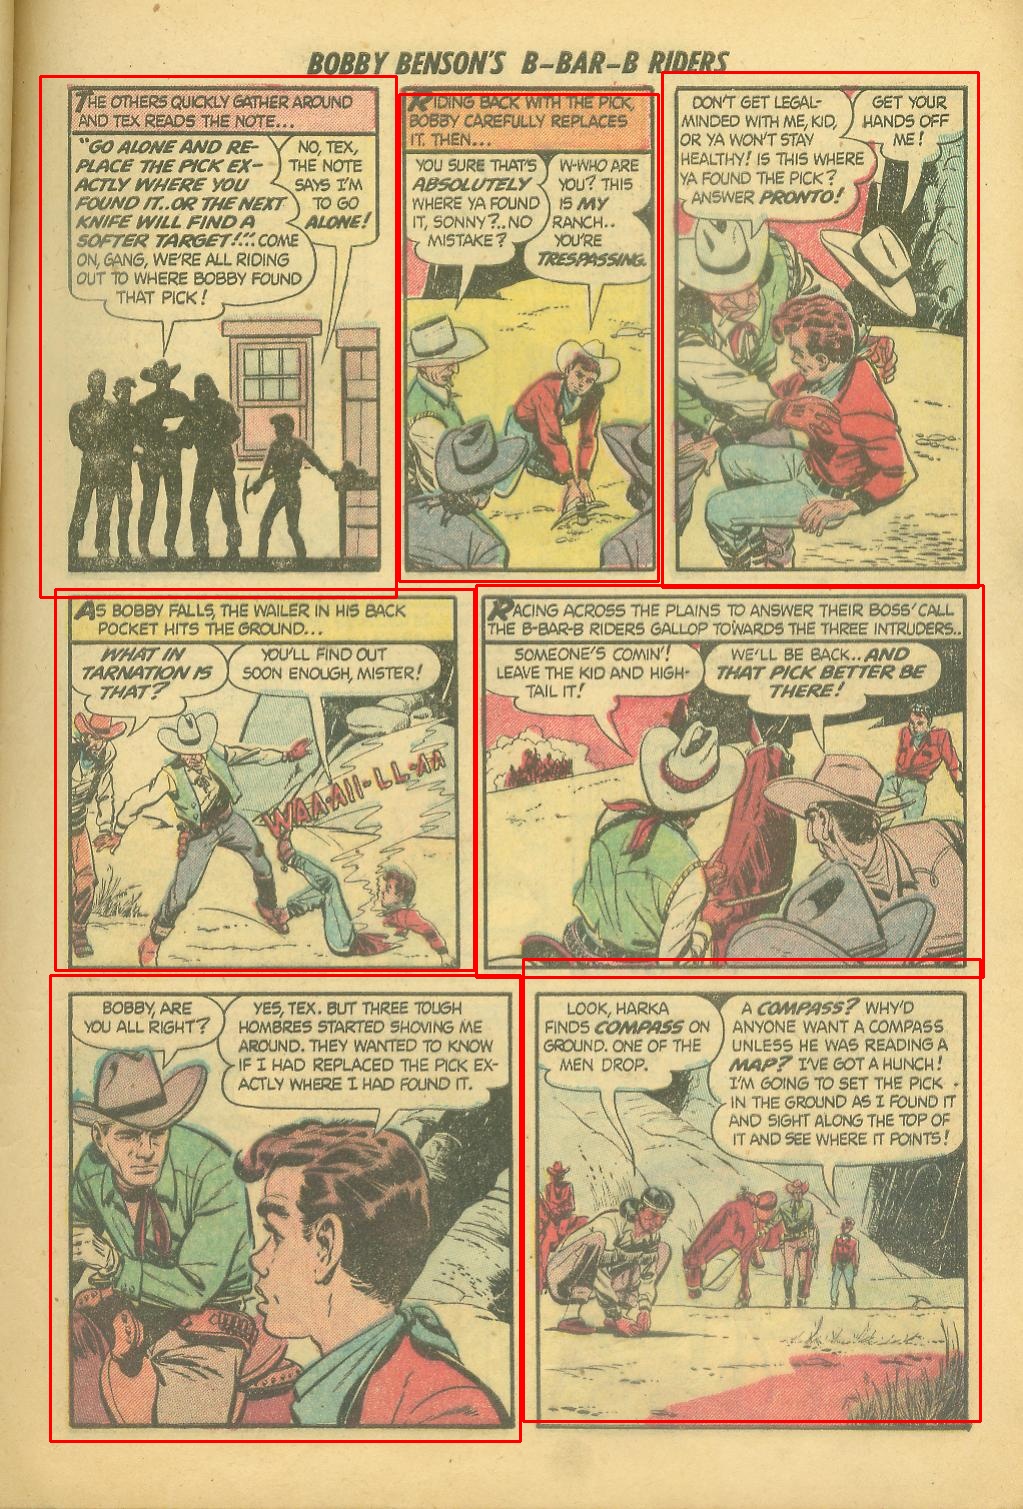 BOBBY BENSON'S B-BAR-B RIDERS
THE OTHERS QUICKLY GATHER AROUND
AND TEX READS THE NOTE...
"GO ALONE AND RE-
PLACE THE PICK EX-
ACTLY WHERE YOU
FOUND IT..OR THE NEXT
KNIFE WILL FIND A
SOFTER TARGET!"... COME
ON, GANG, WE'RE ALL RIDING
OUT TO WHERE BOBBY FOUND
THAT PICK!
NO, TEX,
THE NOTE
SAYS I'M
TO GO
ALONE!
RIDING BACK WITH THE PICK,
BOBBY CAREFULLY REPLACES
IT. THEN...
YOU SURE THAT'S
ABSOLUTELY
WHERE YA FOUND
IT, SONNY?..NO
MISTAKE?
W-WHO ARE
YOU? THIS
IS MY
RANCH..
YOU'RE
TRESPASSING.
DON'T GET LEGAL-
MINDED WITH ME, KID,
OR YA WON'T STAY
HEALTHY! IS THIS WHERE
YA FOUND THE PICK?
ANSWER PRONTO!
GET YOUR
HANDS OFF
ME!
AS BOBBY FALLS, THE WAILER IN HIS BACK
POCKET HITS THE GROUND...
WHAT IN
TARNATION IS
THAT?
YOU'LL FIND OUT
SOON ENOUGH, MISTER!
WAA-AII-LL-AA
RACING ACROSS THE PLAINS TO ANSWER THEIR BOSS' CALL
THE B-BAR-B RIDERS GALLOP TOWARDS THE THREE INTRUDERS..
SOMEONE'S COMIN'!
LEAVE THE KID AND HIGH-
TAIL IT!
WE'LL BE BACK..AND
THAT PICK BETTER BE
THERE!
BOBBY, ARE
YOU ALL RIGHT?
YES, TEX. BUT THREE TOUGH
HOMBRES STARTED SHOVING ME
AROUND. THEY WANTED TO KNOW
IF I HAD REPLACED THE PICK EX-
ACTLY WHERE I HAD FOUND IT.
LOOK, HARKA
FINDS COMPASS ON
GROUND. ONE OF THE
MEN DROP.
A COMPASS? WHY'D
ANYONE WANT A COMPASS
UNLESS HE WAS READING A
MAP? I'VE GOT A HUNCH!
I'M GOING TO SET THE PICK
IN THE GROUND AS I FOUND IT
AND SIGHT ALONG THE TOP OF
IT AND SEE WHERE IT POINTS!